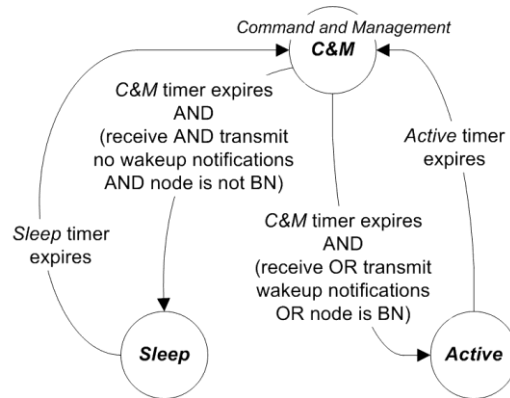 Command and Management
C&M
C&M timer expires
AND
(receive AND transmit
no wakeup notifications
AND node is not BN)
Active timer
expires
C&M timer expires
AND
(receive OR transmit
wakeup notifications
OR node is BN)
Sleep timer
expires
Sleep
Active